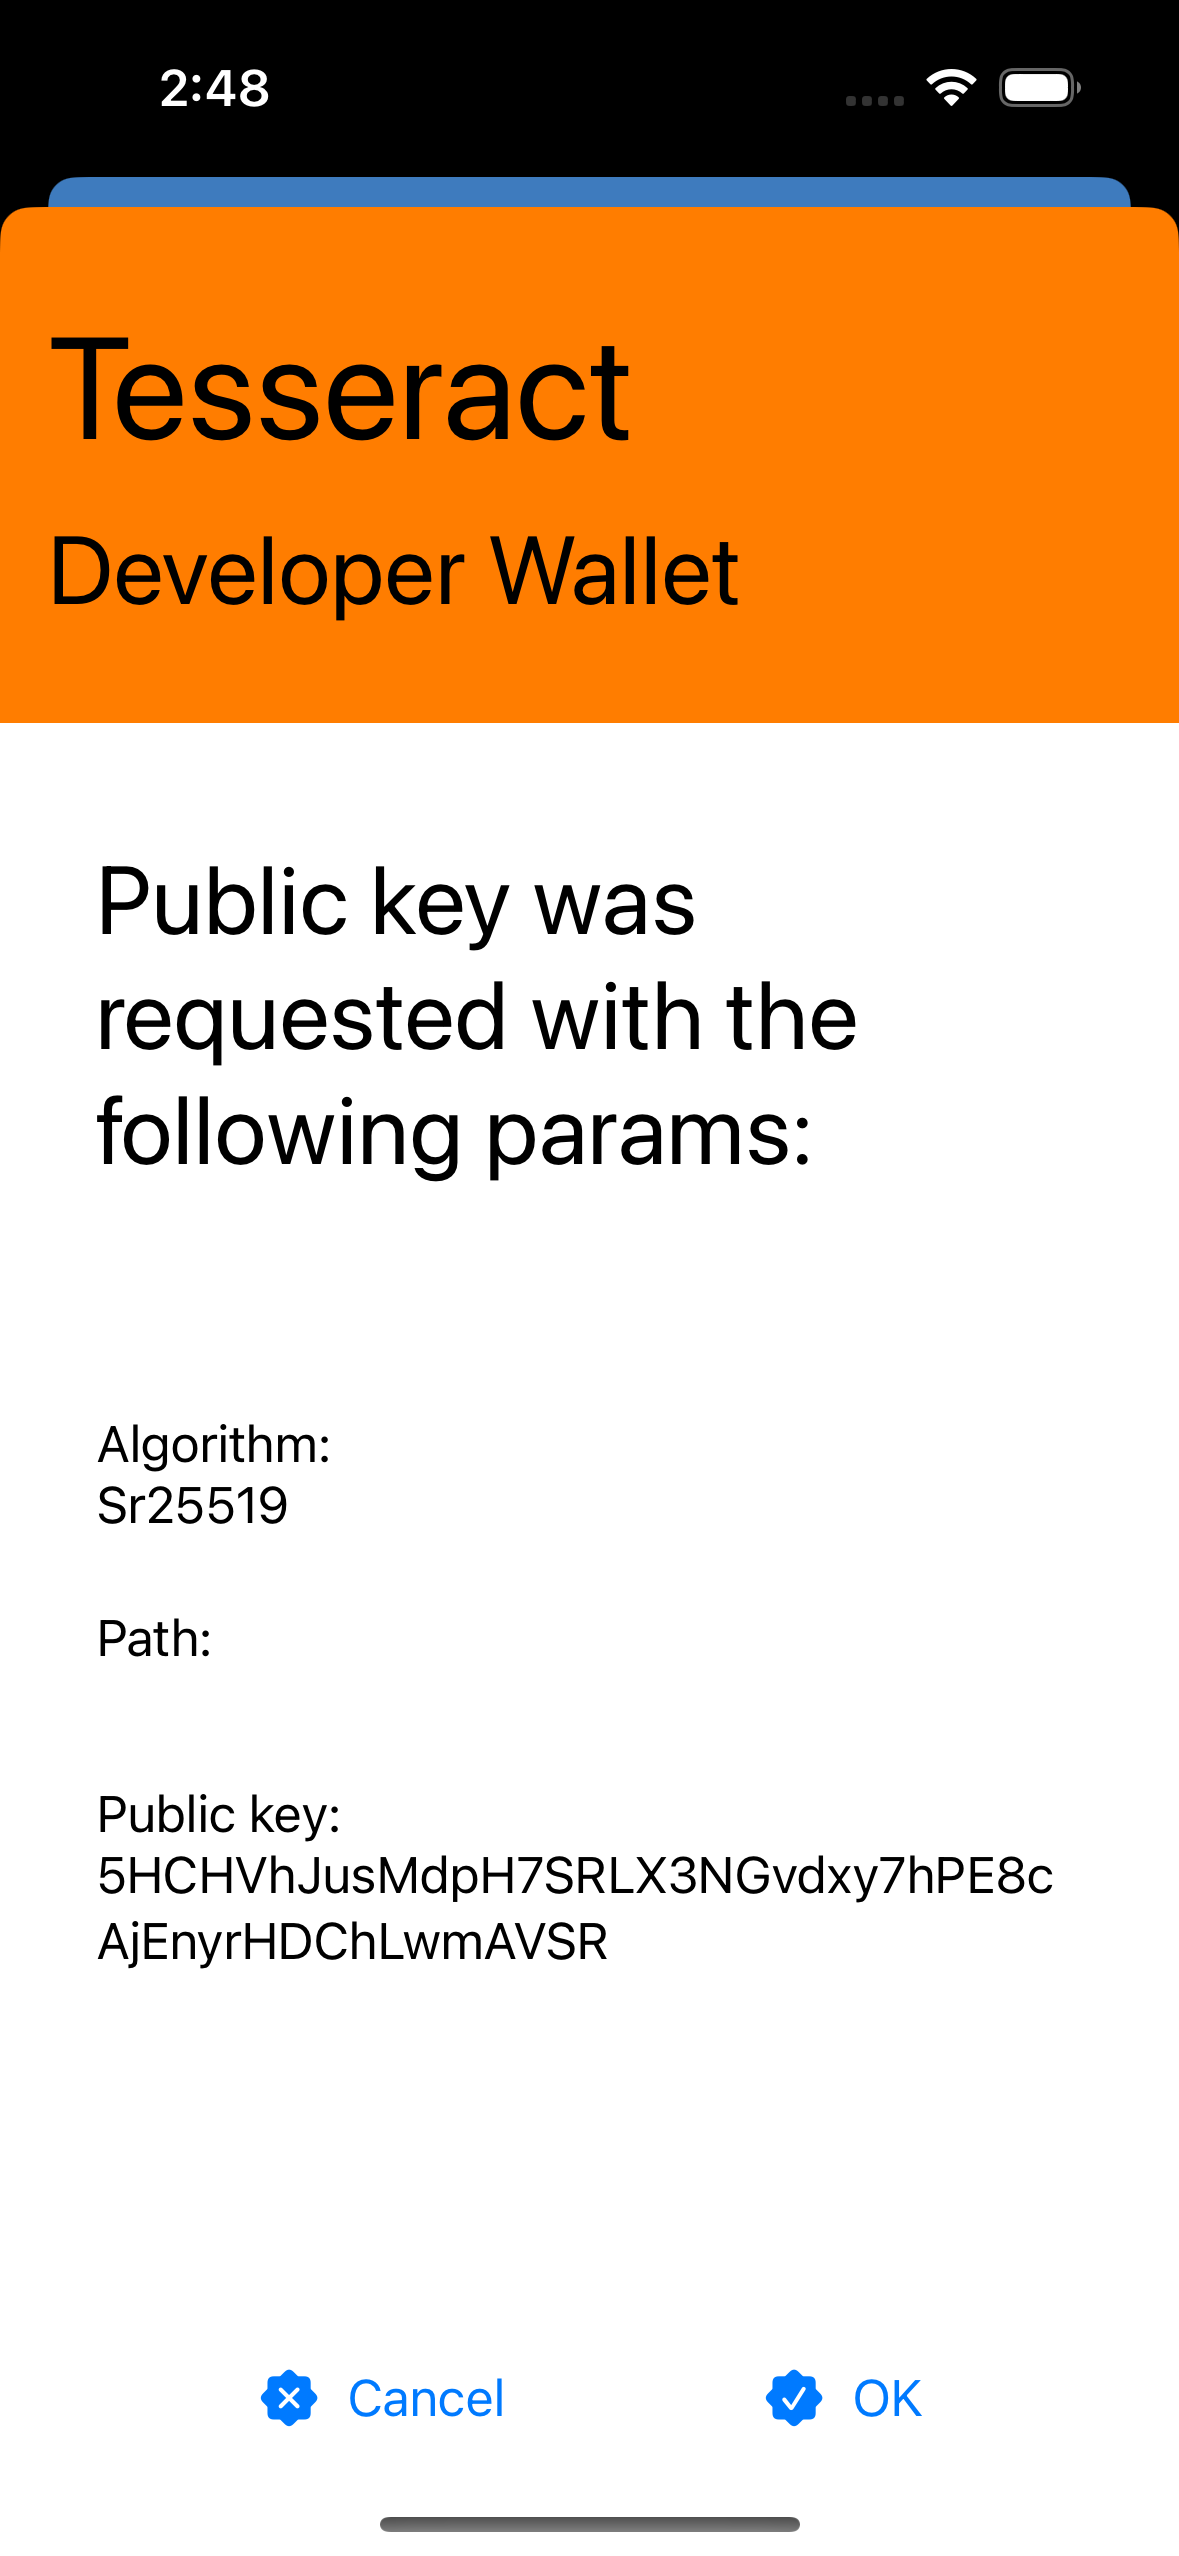 2:48
Tesseract
Developer Wallet
Public key was
requested with the
following params:
Algorithm:
Sr25519
Path:
Public key:
5HCHVhJusMdpH7SRLX3NGvdxy7hPE8c
AjEnyrHDChLwmAVSR
Cancel
OK